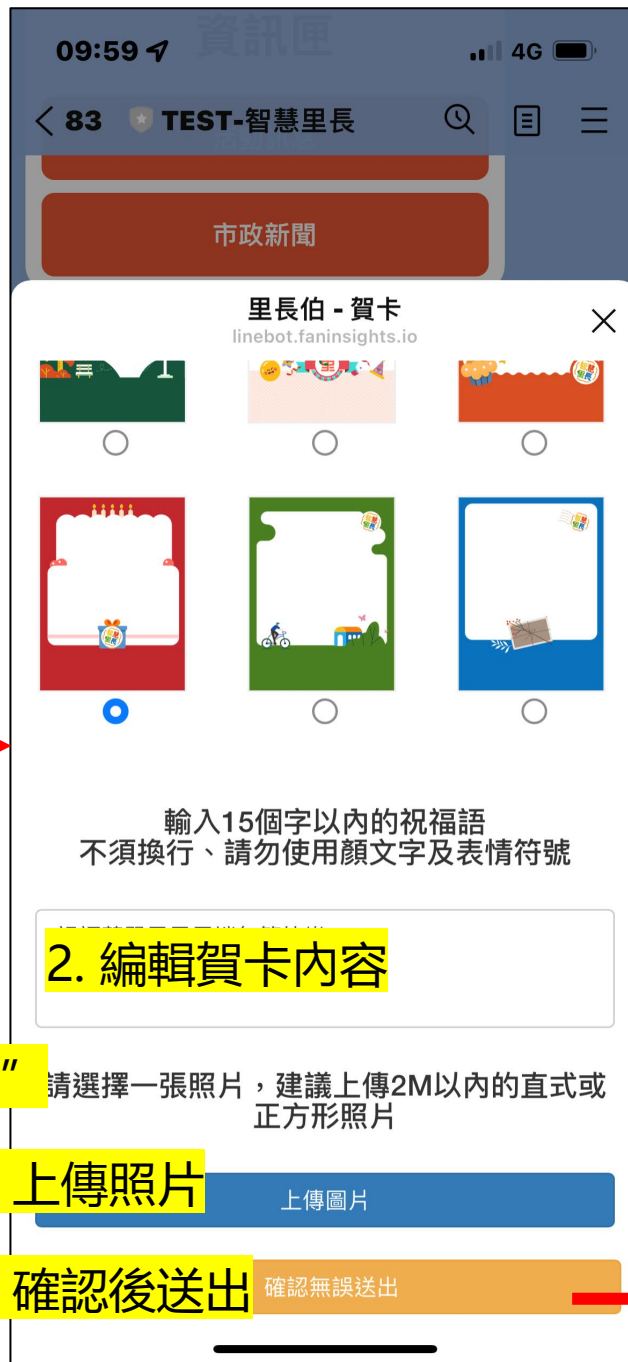 資訊匣
09:59
4G
83 TEST-智慧里長
市政新聞
里長伯 - 賀卡
linebot.faninsights.io
輸入15個字以內的祝福語
不須換行、請勿使用顏文字及表情符號
2. 編輯賀卡內容
”
請選擇一張照片，建議上傳2M以內的直式或
正方形照片
上傳照片
上傳圖片
確認後送出
確認無誤送出